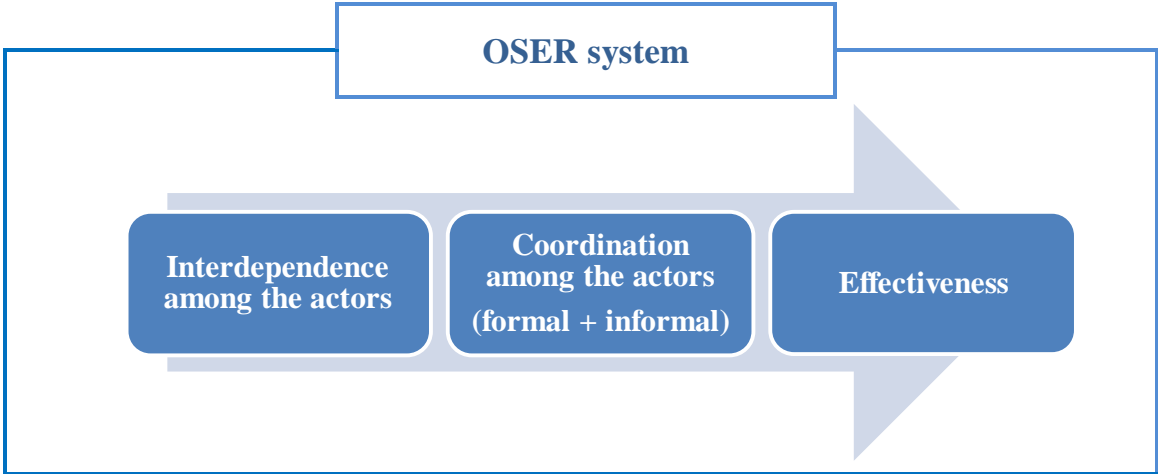 OSER system
Interdependence
among the actors
Coordination
among the actors
(formal + informal)
Effectiveness